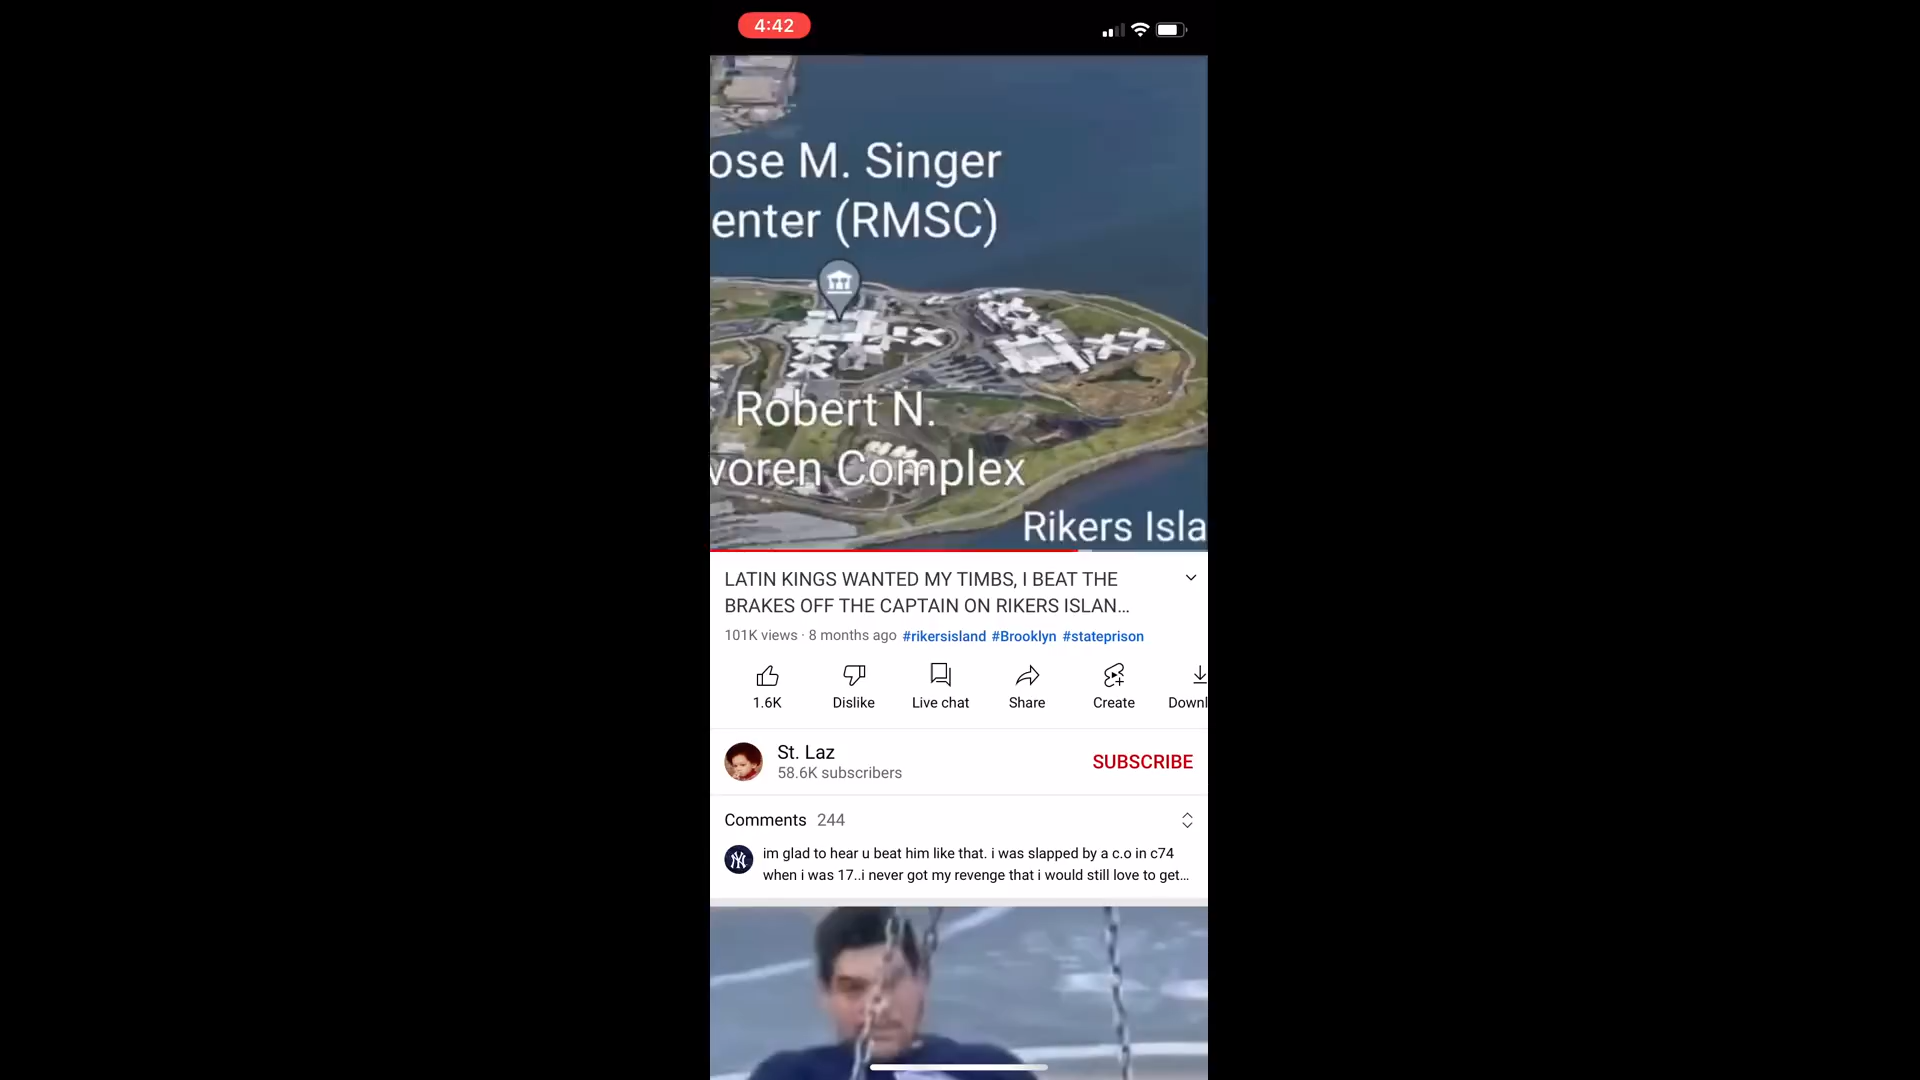 4:42
ose M. Singer
enter (RMSC)
Robert N.
voren Complex
Rikers Isla
LATIN KINGS WANTED MY TIMBS, I BEAT THE
BRAKES OFF THE CAPTAIN ON RIKERS ISLAN...
101K views · 8 months ago #rikersisland #Brooklyn #stateprison
1.6K Dislike Live chat Share Create Downl
St. Laz
58.6K subscribers
SUBSCRIBE
Comments 244
im glad to hear u beat him like that. i was slapped by a c.o in c74
when i was 17..i never got my revenge that i would still love to get...